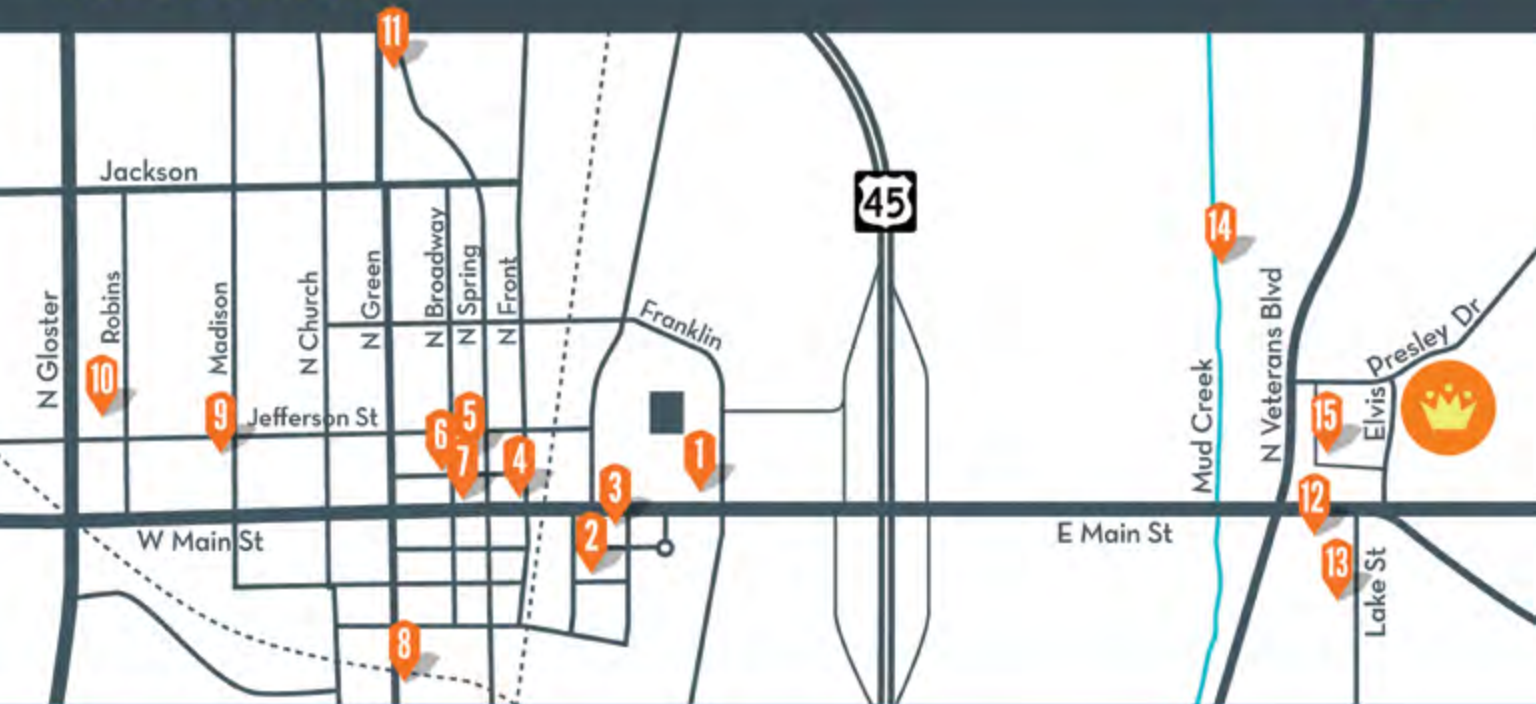 11
Jackson
45
14
N Gloster
Robins
Madison
N Church
N Green
N Broadway
N Spring
N Front
Franklin
Mud Creek
N Veterans Blvd
Presley Dr
10
9
Jefferson St
6
5
7
4
3
1
15
Elvis
12
W Main St
2
E Main St
13
Lake St
8